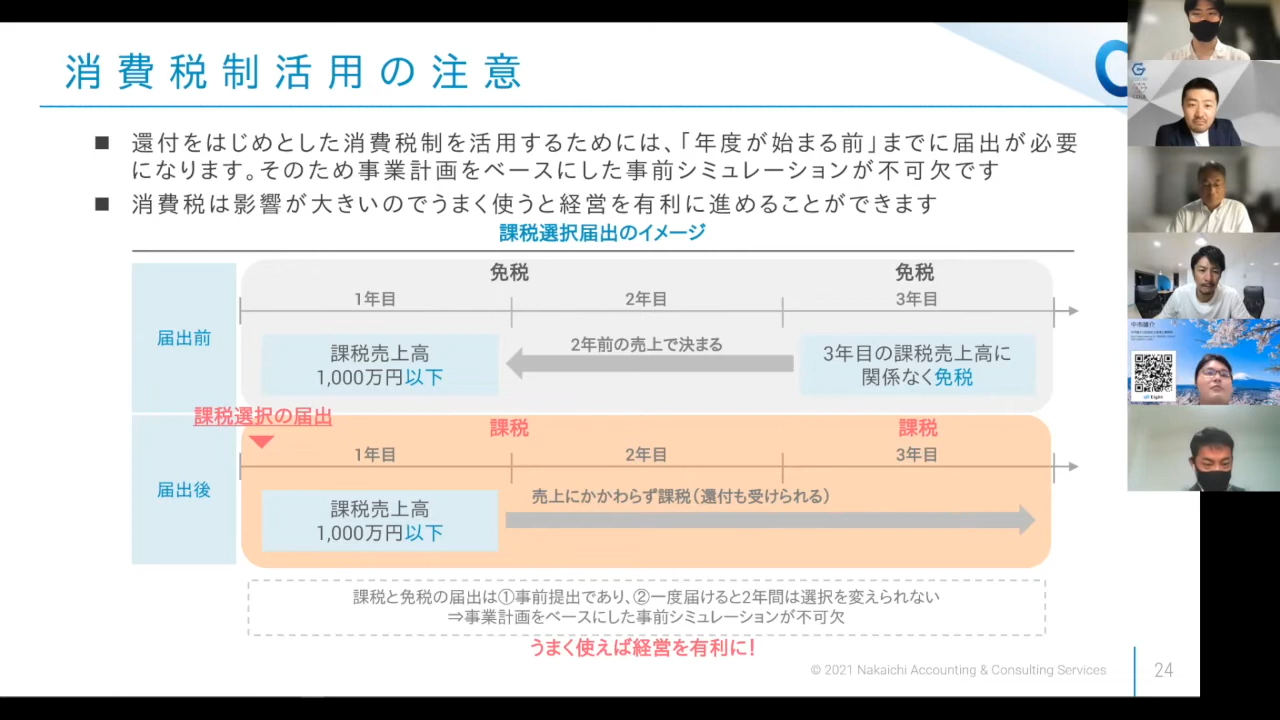 消費税制活用の注意
■ 還付をはじめとした消費税制を活用するためには、「年度が始まる前」までに届出が必要
になります。そのため事業計画をベースにした事前シミュレーションが不可欠です
■ 消費税は影響が大きいのでうまく使うと経営を有利に進めることができます
課税選択届出のイメージ
免税
免税
1年目
2年目
3年目
届出前
課税売上高
1,000万円以下
2年前の売上で決まる
3年目の課税売上高に
関係なく免税
課税選択の届出
課税
課税
1年目
2年目
3年目
届出後
課税売上高
1,000万円以下
売上にかかわらず課税(還付も受けられる)
課税と免税の届出は①事前提出であり、②一度届けると2年間は選択を変えられない
⇒事業計画をベースにした事前シミュレーションが不可欠
うまく使えば経営を有利に!
© 2021 Nakaichi Accounting & Consulting Services
24
中市雄介